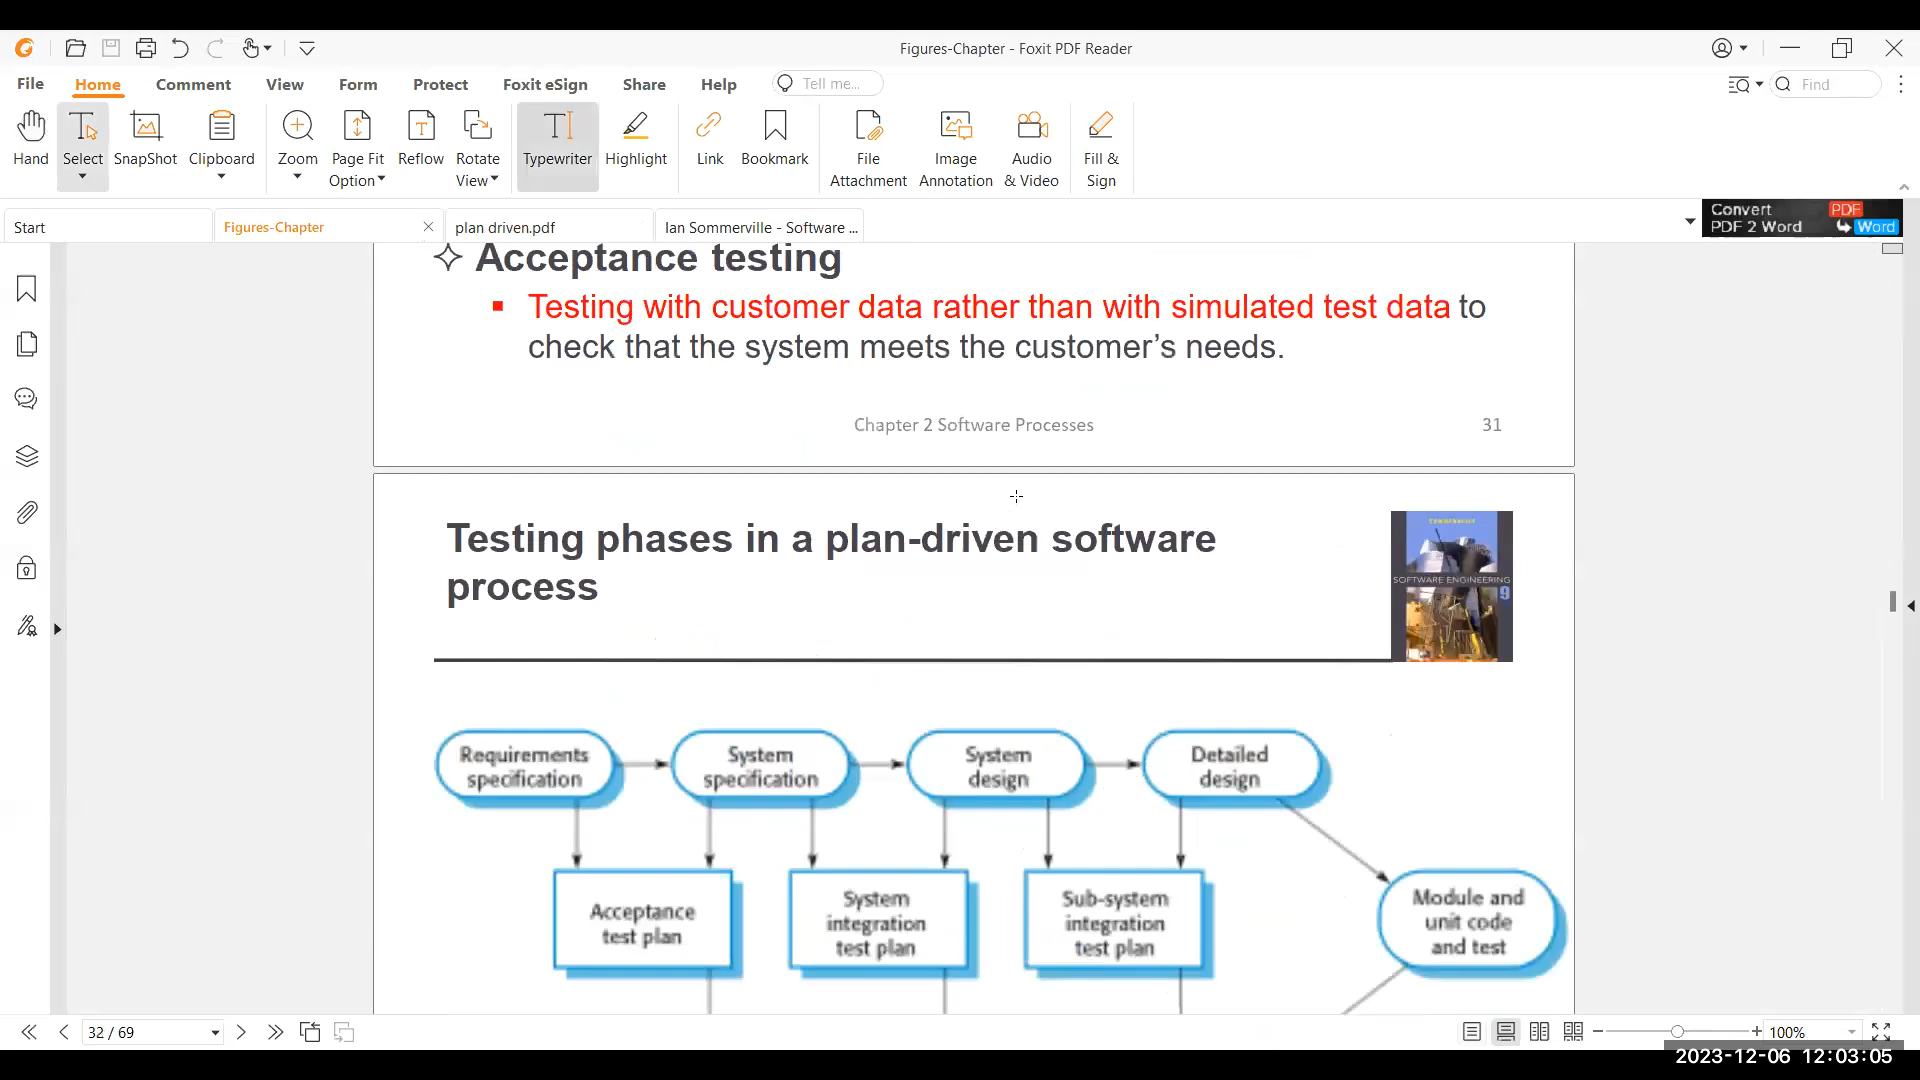 Figures-Chapter - Foxit PDF Reader
File Home Comment View Form Protect Foxit eSign Share Help Tell me... Find
Hand Select SnapShot Clipboard Zoom Page Fit Option Reflow Rotate View Typewriter Highlight Link Bookmark File Attachment Image Annotation Audio & Video Fill & Sign
Start Figures-Chapter plan driven.pdf Ian Sommerville - Software ...
Convert PDF
PDF 2 Word Word
Acceptance testing
Testing with customer data rather than with simulated test data to
check that the system meets the customer's needs.
Chapter 2 Software Processes 31
Testing phases in a plan-driven software
process
SOFTWARE ENGINEERING
9
Requirements
specification
System
specification
System
design
Detailed
design
Acceptance
test plan
System
integration
test plan
Sub-system
integration
test plan
Module and
unit code
and test
32 / 69
100%
2023-12-06 12:03:05